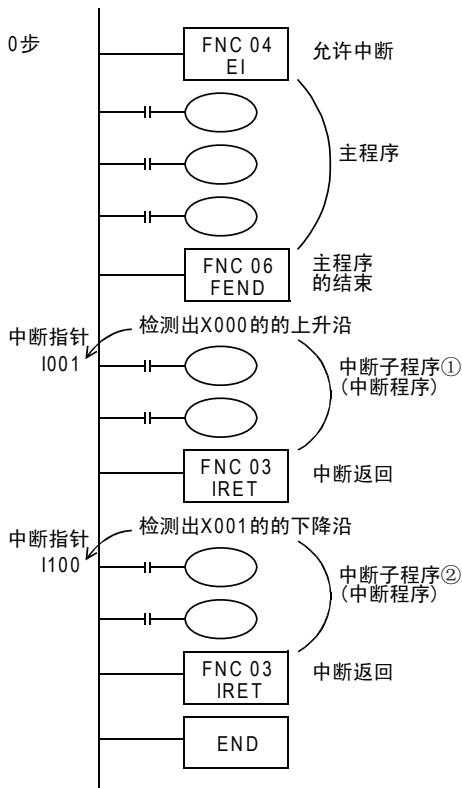 0步
FNC 04
EI
允许中断
主程序
FNC 06
FEND
主程序
的结束
中断指针
I001
检测出X000的的上升沿
中断子程序①
(中断程序)
FNC 03
IRET
中断返回
中断指针
I100
检测出X001的的下降沿
中断子程序②
(中断程序)
FNC 03
IRET
中断返回
END